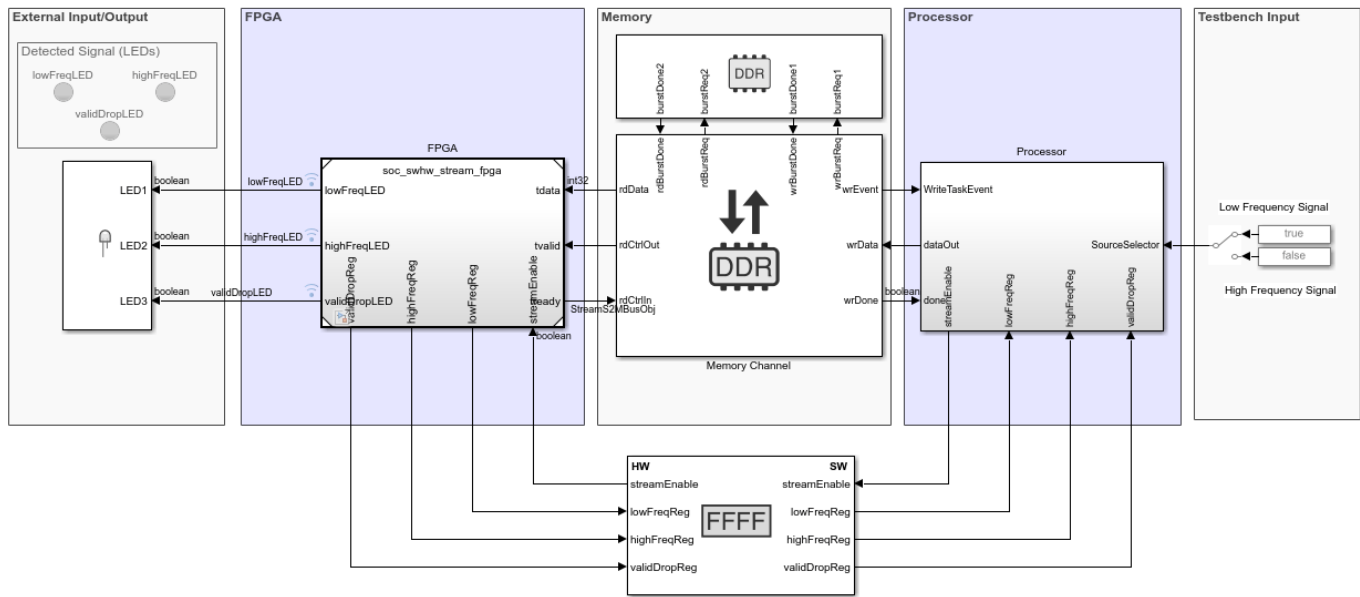 External Input/Output
FPGA
Memory
Processor
Testbench Input
Detected Signal (LEDs)
lowFreqLED
highFreqLED
validDropLED
LED1
LED2
LED3
boolean
boolean
boolean
lowFreqLED
highFreqLED
validDropLED
FPGA
soc_swhw_stream_fpga
lowFreqLED
highFreqLED
validDropLED
tdata
tvalid
tready
validDropReg
highFreqReg
lowFreqReg
streamEnable
boolean
int32
StreamS2MBusObj
burstDone2
burstReq2
DDR
burstDone1
burstReq1
rdBurstDone
rdBurstReq
wrBurstDone
wrBurstReq
rdData
rdCtrlOut
rdCtrlIn
DDR
wrEvent
wrData
wrDone
Memory Channel
boolean
Processor
WriteTaskEvent
dataOut
done
SourceSelector
streamEnable
lowFreqReg
highFreqReg
validDropReg
Low Frequency Signal
true
false
High Frequency Signal
HW
SW
streamEnable
streamEnable
lowFreqReg
lowFreqReg
FFFF
highFreqReg
highFreqReg
validDropReg
validDropReg